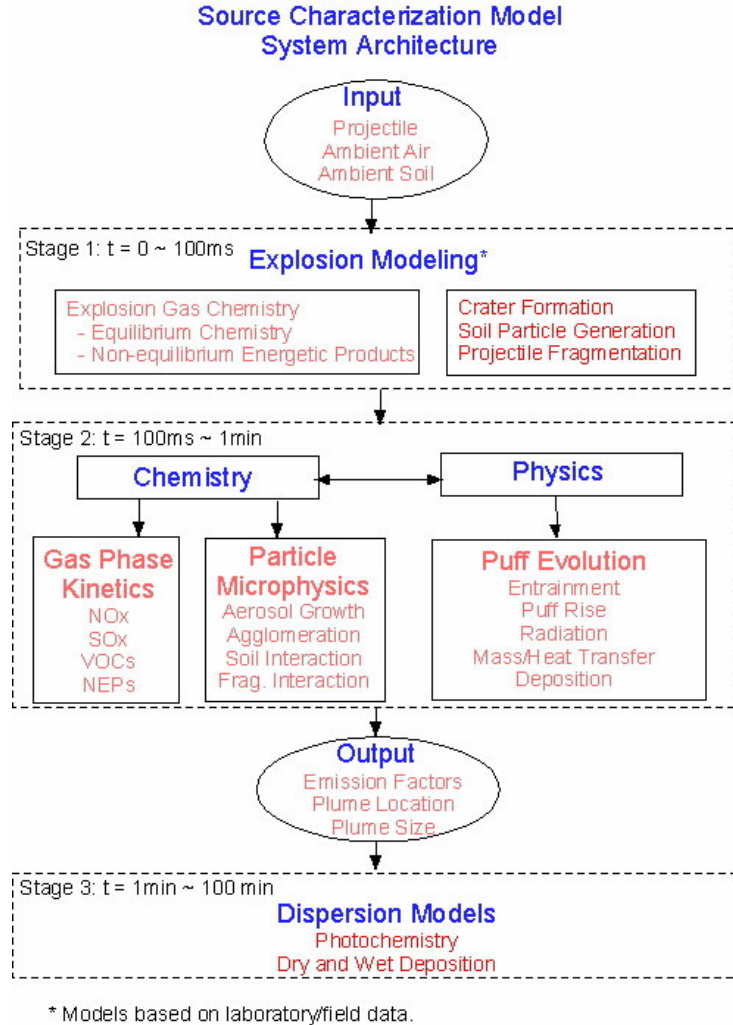 Source Characterization Model
System Architecture
Input
Projectile
Ambient Air
Ambient Soil
Stage 1: t = 0 ~ 100ms
Explosion Modeling*
Explosion Gas Chemistry
- Equilibrium Chemistry
- Non-equilibrium Energetic Products
Crater Formation
Soil Particle Generation
Projectile Fragmentation
Stage 2: t = 100ms ~ 1min
Chemistry
Physics
Gas Phase
Kinetics
NOx
SOx
VOCs
NEPs
Particle
Microphysics
Aerosol Growth
Agglomeration
Soil Interaction
Frag. Interaction
Puff Evolution
Entrainment
Puff Rise
Radiation
Mass/Heat Transfer
Deposition
Output
Emission Factors
Plume Location
Plume Size
Stage 3: t = 1min ~ 100 min
Dispersion Models
Photochemistry
Dry and Wet Deposition
* Models based on laboratory/field data.